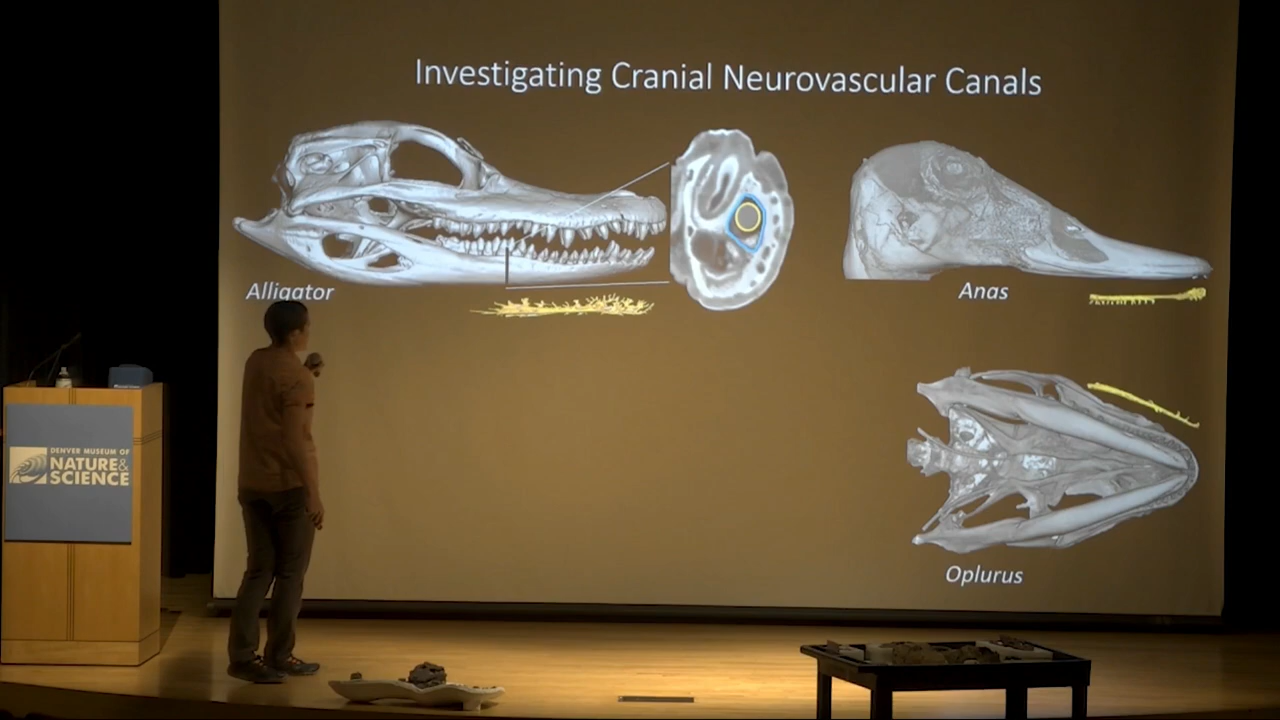 Investigating Cranial Neurovascular Canals
Alligator
Anas
Oplurus
DENVER MUSEUM OF
NATURE&
SCIENCE